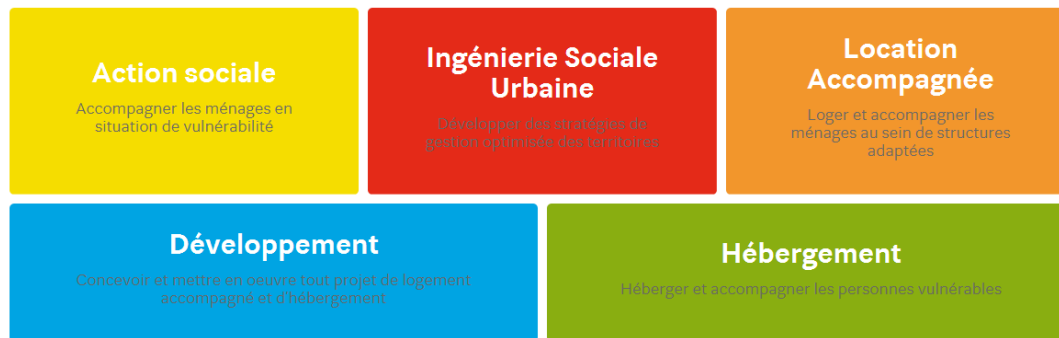 Action sociale
Accompagner les ménages en
situation de vulnérabilité
Ingénierie Sociale
Urbaine
Développer des stratégies de
gestion optimisée des territoires
Location
Accompagnée
Loger et accompagner les
ménages au sein de structures
adaptées
Développement
Concevoir et mettre en oeuvre tout projet de logement
accompagné et d'hébergement
Hébergement
Héberger et accompagner les personnes vulnérables